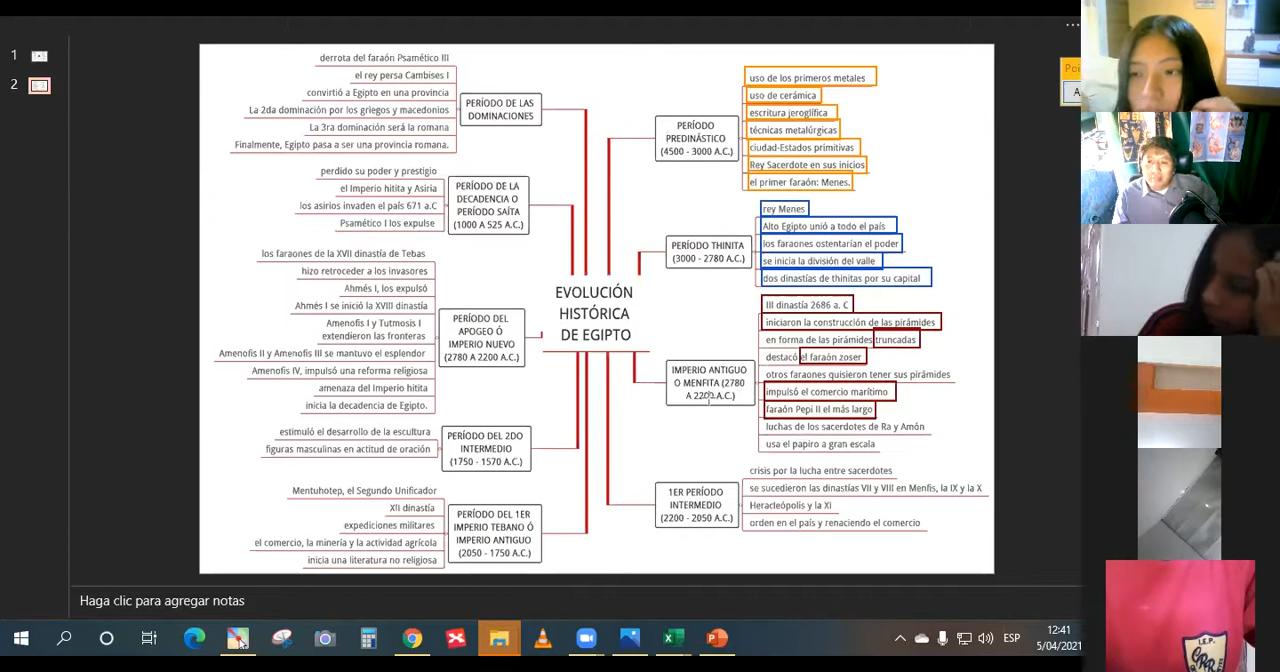 1
2
derrota del faraón Psamético III
el rey persa Cambises I
convirtió a Egipto en una provincia
La 2da dominación por los griegos y macedonios
La 3ra dominación será la romana
Finalmente, Egipto pasa a ser una provincia romana.
PERÍODO DE LAS
DOMINACIONES
perdido su poder y prestigio
el Imperio hitita y Asiria
los asirios invaden el país 671 a.C
Psamético I los expulse
PERÍODO DE LA
DECADENCIA O
PERÍODO SAÍTA
(1000 A 525 A.C.)
los faraones de la XVII dinastía de Tebas
hizo retroceder a los invasores
Ahmés I, los expulsó
Ahmés I se inició la XVIII dinastía
Amenofis I y Tutmosis I
extendieron las fronteras
Amenofis II y Amenofis III se mantuvo el esplendor
Amenofis IV, impulsó una reforma religiosa
amenaza del Imperio hitita
inicia la decadencia de Egipto.
PERÍODO DEL
APOGEO Ó
IMPERIO NUEVO
(2780 A 2200 A.C.)
estimuló el desarrollo de la escultura
figuras masculinas en actitud de oración
PERÍODO DEL 2DO
INTERMEDIO
(1750 - 1570 A.C.)
Mentuhotep, el Segundo Unificador
XII dinastía
expediciones militares
el comercio, la minería y la actividad agrícola
inicia una literatura no religiosa
PERÍODO DEL 1ER
IMPERIO TEBANO Ó
IMPERIO ANTIGUO
(2050 - 1750 A.C.)
EVOLUCIÓN
HISTÓRICA
DE EGIPTO
PERÍODO
PREDINÁSTICO
(4500 - 3000 A.C.)
uso de los primeros metales
uso de cerámica
escritura jeroglífica
técnicas metalúrgicas
ciudad-Estados primitivas
Rey Sacerdote en sus inicios
el primer faraón: Menes.
PERÍODO THINITA
(3000 - 2780 A.C.)
rey Menes
Alto Egipto unió a todo el país
los faraones ostentarían el poder
se inicia la división del valle
dos dinastías de thinitas por su capital
IMPERIO ANTIGUO
O MENFITA (2780
A 2200 A.C.)
III dinastía 2686 a. C
iniciaron la construcción de las pirámides
en forma de las pirámides truncadas
destacó el faraón zoser
otros faraones quisieron tener sus pirámides
impulsó el comercio marítimo
faraón Pepi II el más largo
luchas de los sacerdotes de Ra y Amón
usa el papiro a gran escala
1ER PERÍODO
INTERMEDIO
(2200 - 2050 A.C.)
crisis por la lucha entre sacerdotes
se sucedieron las dinastías VII y VIII en Menfis, la IX y la X
Heracleópolis y la XI
orden en el país y renaciendo el comercio
Haga clic para agregar notas
ESP
12:41
5/04/2021
I.E.P.